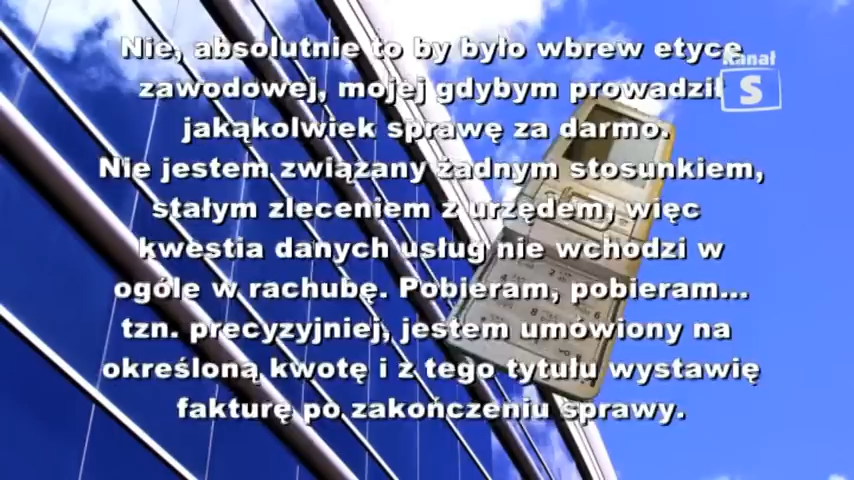 Nie, absolutnie to by było wbrew etyce
zawodowej, mojej gdybym prowadził
jakąkolwiek sprawę za darmo.
Nie jestem związany żadnym stosunkiem,
stałym zleceniem z urzędem, więc
kwestia danych usług nie wchodzi w
ogóle w rachubę. Pobieram, pobieram...
tzn. precyzyjniej, jestem umówiony na
określoną kwotę i z tego tytułu wystawię
fakturę po zakończeniu sprawy.
kanał
S